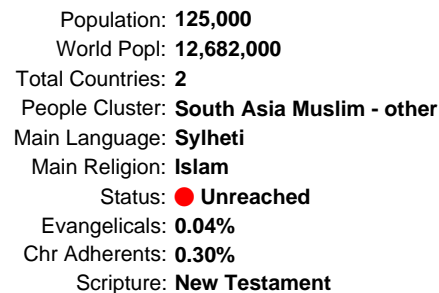 Population: 125,000
World Popl: 12,682,000
Total Countries: 2
People Cluster: South Asia Muslim - other
Main Language: Sylheti
Main Religion: Islam
Status: Unreached
Evangelicals: 0.04%
Chr Adherents: 0.30%
Scripture: New Testament